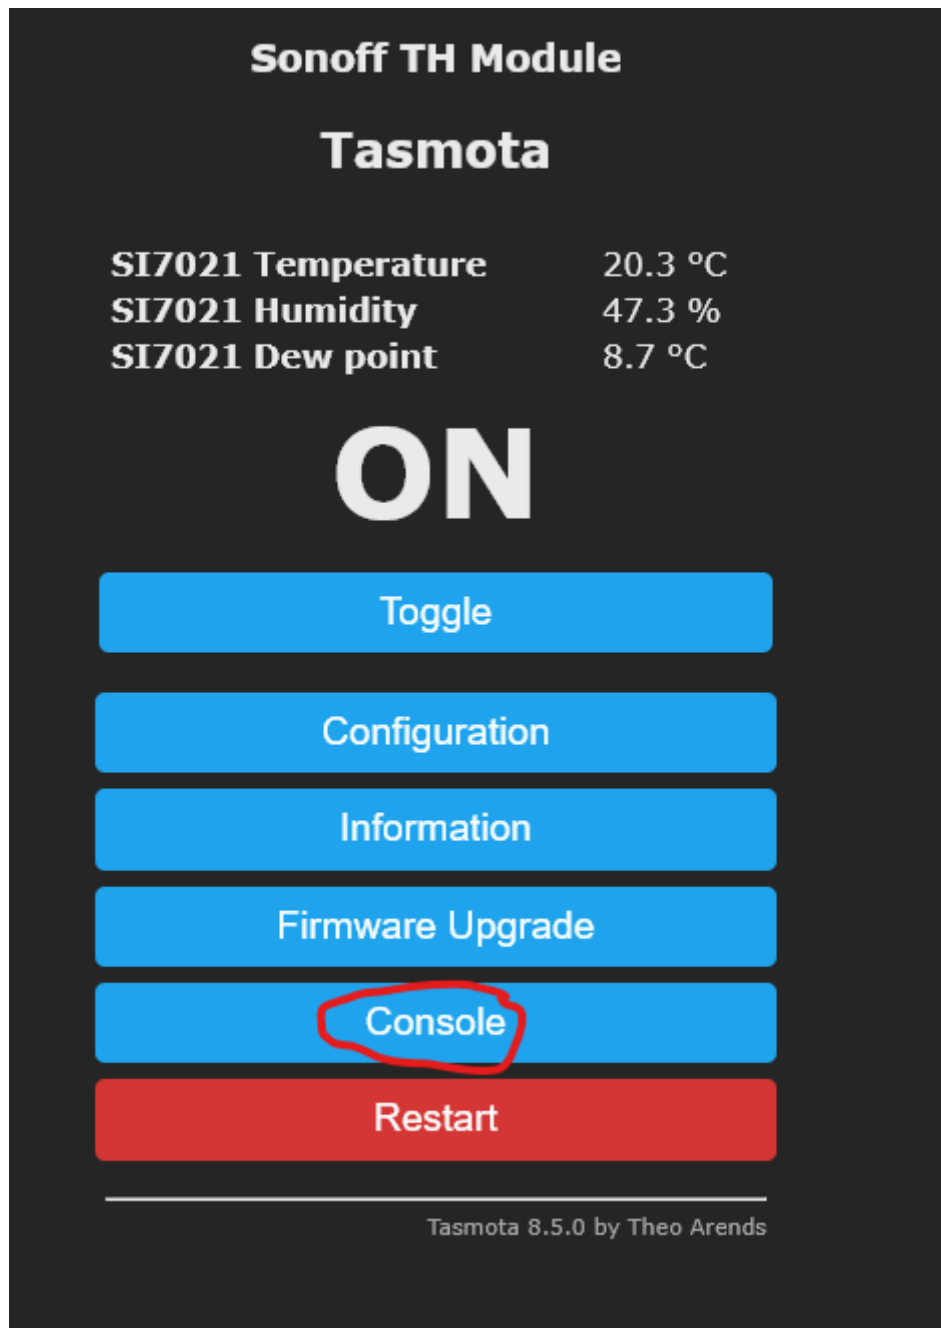 Sonoff TH Module
Tasmota
SI7021 Temperature 20.3 °C
SI7021 Humidity 47.3 %
SI7021 Dew point 8.7 °C
ON
Toggle
Configuration
Information
Firmware Upgrade
Console
Restart
Tasmota 8.5.0 by Theo Arends